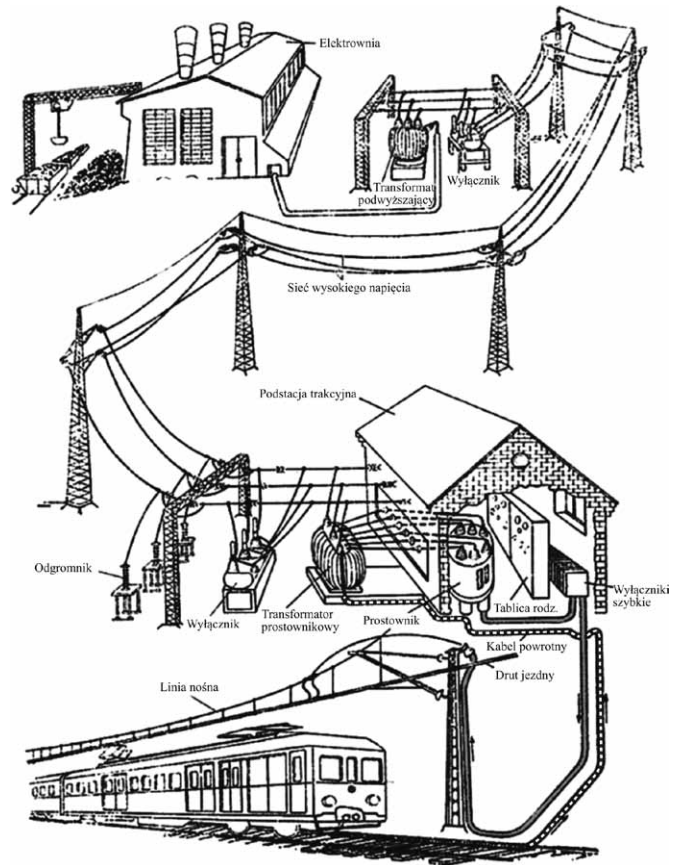 Elektrownia
Transformat
podwyższający
Wyłącznik
Sieć wysokiego napięcia
Podstacja trakcyjna
Odgromnik
Wyłącznik
Transformator
prostownikowy
Prostownik
Tablica rodz.
Wyłączniki
szybkie
Kabel powrotny
Drut jezdny
Linia nośna